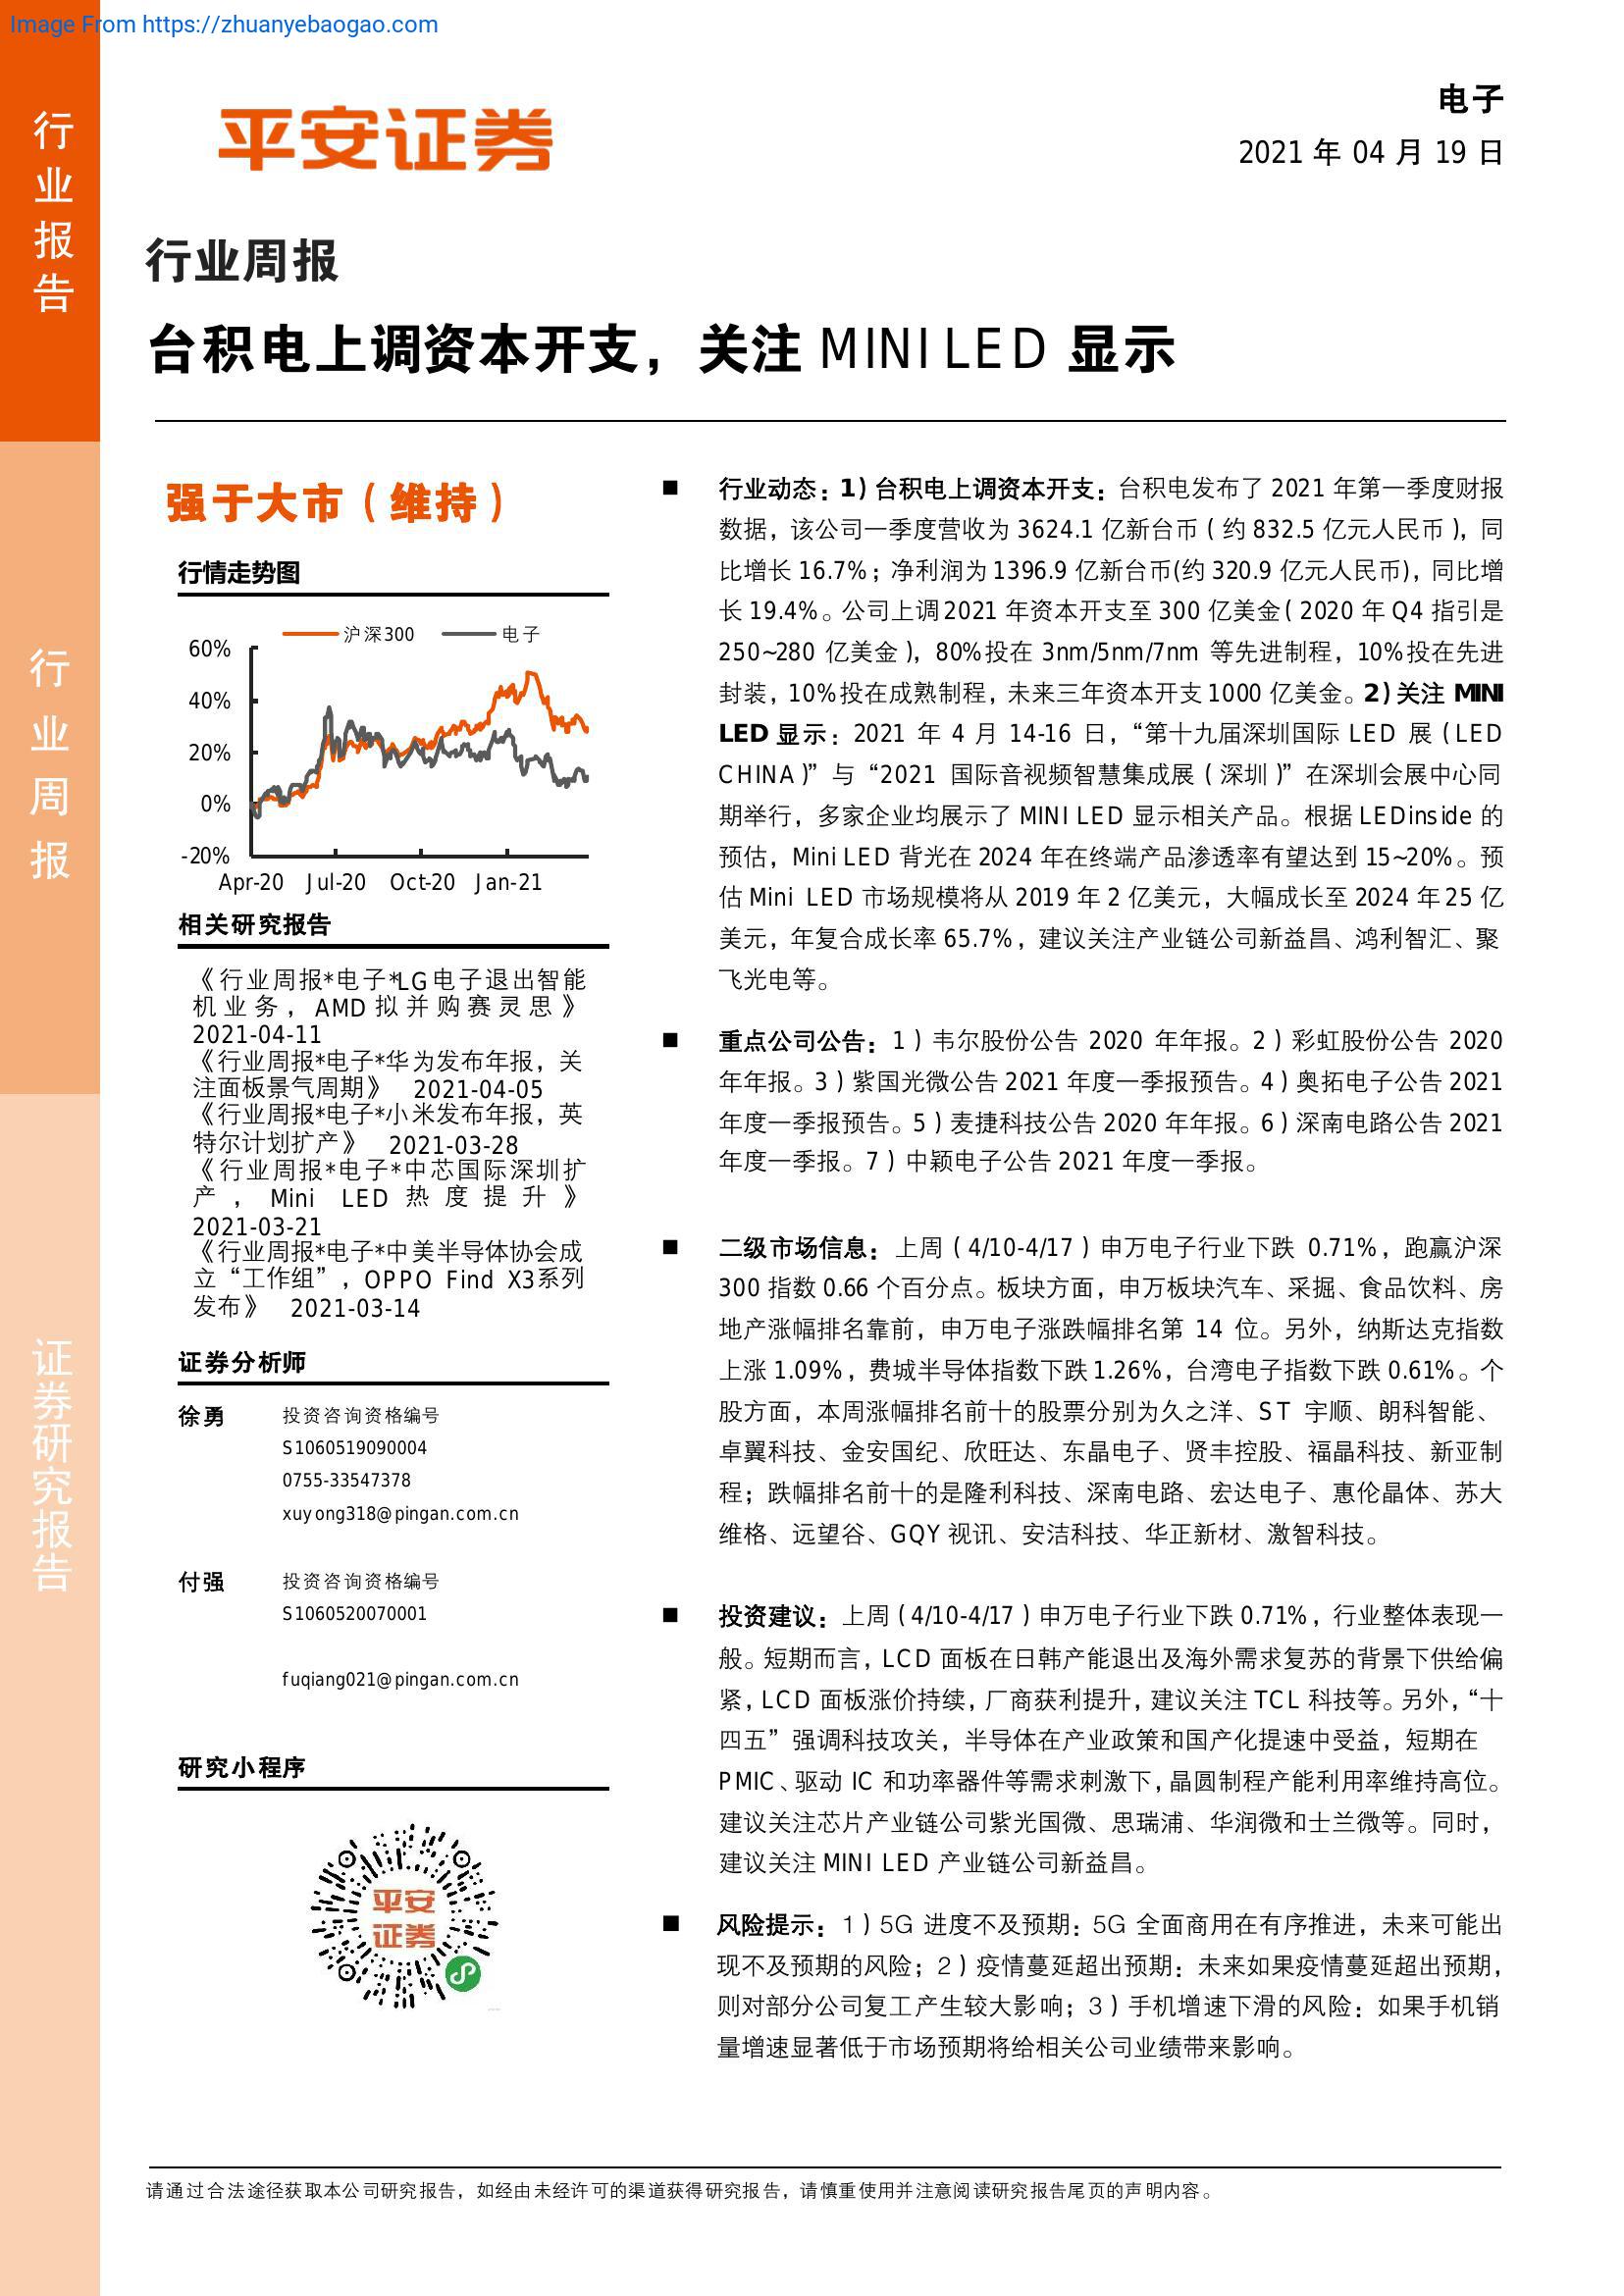 Image From https://zhuanyebaogao.com
行业报告
行业周报
证券研究报告
平安证券
电子
2021 年 04 月 19 日
行业周报
台积电上调资本开支，关注 MINI LED 显示
强于大市（维持）
行情走势图
沪深300 电子
60%
40%
20%
0%
-20%
Apr-20 Jul-20 Oct-20 Jan-21
相关研究报告
《行业周报*电子*LG电子退出智能
机业务，AMD 拟并购赛灵思》
2021-04-11
《行业周报*电子*华为发布年报，关
注面板景气周期》 2021-04-05
《行业周报*电子*小米发布年报，英
特尔计划扩产》 2021-03-28
《行业周报*电子*中芯国际深圳扩
产，Mini LED 热度提升》
2021-03-21
《行业周报*电子*中美半导体协会成
立“工作组”，OPPO Find X3系列
发布》 2021-03-14
证券分析师
徐勇 投资咨询资格编号
S1060519090004
0755-33547378
xuyong318@pingan.com.cn
付强 投资咨询资格编号
S1060520070001
fuqiang021@pingan.com.cn
研究小程序
平安
证券
■ 行业动态：1）台积电上调资本开支：台积电发布了 2021 年第一季度财报
数据，该公司一季度营收为 3624.1 亿新台币（约 832.5 亿元人民币），同
比增长 16.7%；净利润为 1396.9 亿新台币(约 320.9 亿元人民币)，同比增
长 19.4%。公司上调 2021 年资本开支至 300 亿美金（2020 年 Q4 指引是
250~280 亿美金），80%投在 3nm/5nm/7nm 等先进制程，10%投在先进
封装，10%投在成熟制程，未来三年资本开支 1000 亿美金。2）关注 MINI
LED 显示：2021 年 4 月 14-16 日，“第十九届深圳国际 LED 展（LED
CHINA）”与“2021 国际音视频智慧集成展（深圳）”在深圳会展中心同
期举行，多家企业均展示了 MINI LED 显示相关产品。根据 LEDinside 的
预估，Mini LED 背光在 2024 年在终端产品渗透率有望达到 15~20%。预
估 Mini LED 市场规模将从 2019 年 2 亿美元，大幅成长至 2024 年 25 亿
美元，年复合成长率 65.7%，建议关注产业链公司新益昌、鸿利智汇、聚
飞光电等。
■ 重点公司公告：1）韦尔股份公告 2020 年年报。2）彩虹股份公告 2020
年年报。3）紫国光微公告 2021 年度一季报预告。4）奥拓电子公告 2021
年度一季报预告。5）麦捷科技公告 2020 年年报。6）深南电路公告 2021
年度一季报。7）中颖电子公告 2021 年度一季报。
■ 二级市场信息：上周（4/10-4/17）申万电子行业下跌 0.71%，跑赢沪深
300 指数 0.66 个百分点。板块方面，申万板块汽车、采掘、食品饮料、房
地产涨幅排名靠前，申万电子涨跌幅排名第 14 位。另外，纳斯达克指数
上涨 1.09%，费城半导体指数下跌 1.26%，台湾电子指数下跌 0.61%。个
股方面，本周涨幅排名前十的股票分别为久之洋、ST 宇顺、朗科智能、
卓翼科技、金安国纪、欣旺达、东晶电子、贤丰控股、福晶科技、新亚制
程；跌幅排名前十的是隆利科技、深南电路、宏达电子、惠伦晶体、苏大
维格、远望谷、GQY 视讯、安洁科技、华正新材、激智科技。
■ 投资建议：上周（4/10-4/17）申万电子行业下跌 0.71%，行业整体表现一
般。短期而言，LCD 面板在日韩产能退出及海外需求复苏的背景下供给偏
紧，LCD 面板涨价持续，厂商获利提升，建议关注 TCL 科技等。另外，“十
四五”强调科技攻关，半导体在产业政策和国产化提速中受益，短期在
PMIC、驱动 IC 和功率器件等需求刺激下，晶圆制程产能利用率维持高位。
建议关注芯片产业链公司紫光国微、思瑞浦、华润微和士兰微等。同时，
建议关注 MINI LED 产业链公司新益昌。
■ 风险提示：1）5G 进度不及预期：5G 全面商用在有序推进，未来可能出
现不及预期的风险；2）疫情蔓延超出预期：未来如果疫情蔓延超出预期，
则对部分公司复工产生较大影响；3）手机增速下滑的风险：如果手机销
量增速显著低于市场预期将给相关公司业绩带来影响。
请通过合法途径获取本公司研究报告，如经由未经许可的渠道获得研究报告，请慎重使用并注意阅读研究报告尾页的声明内容。